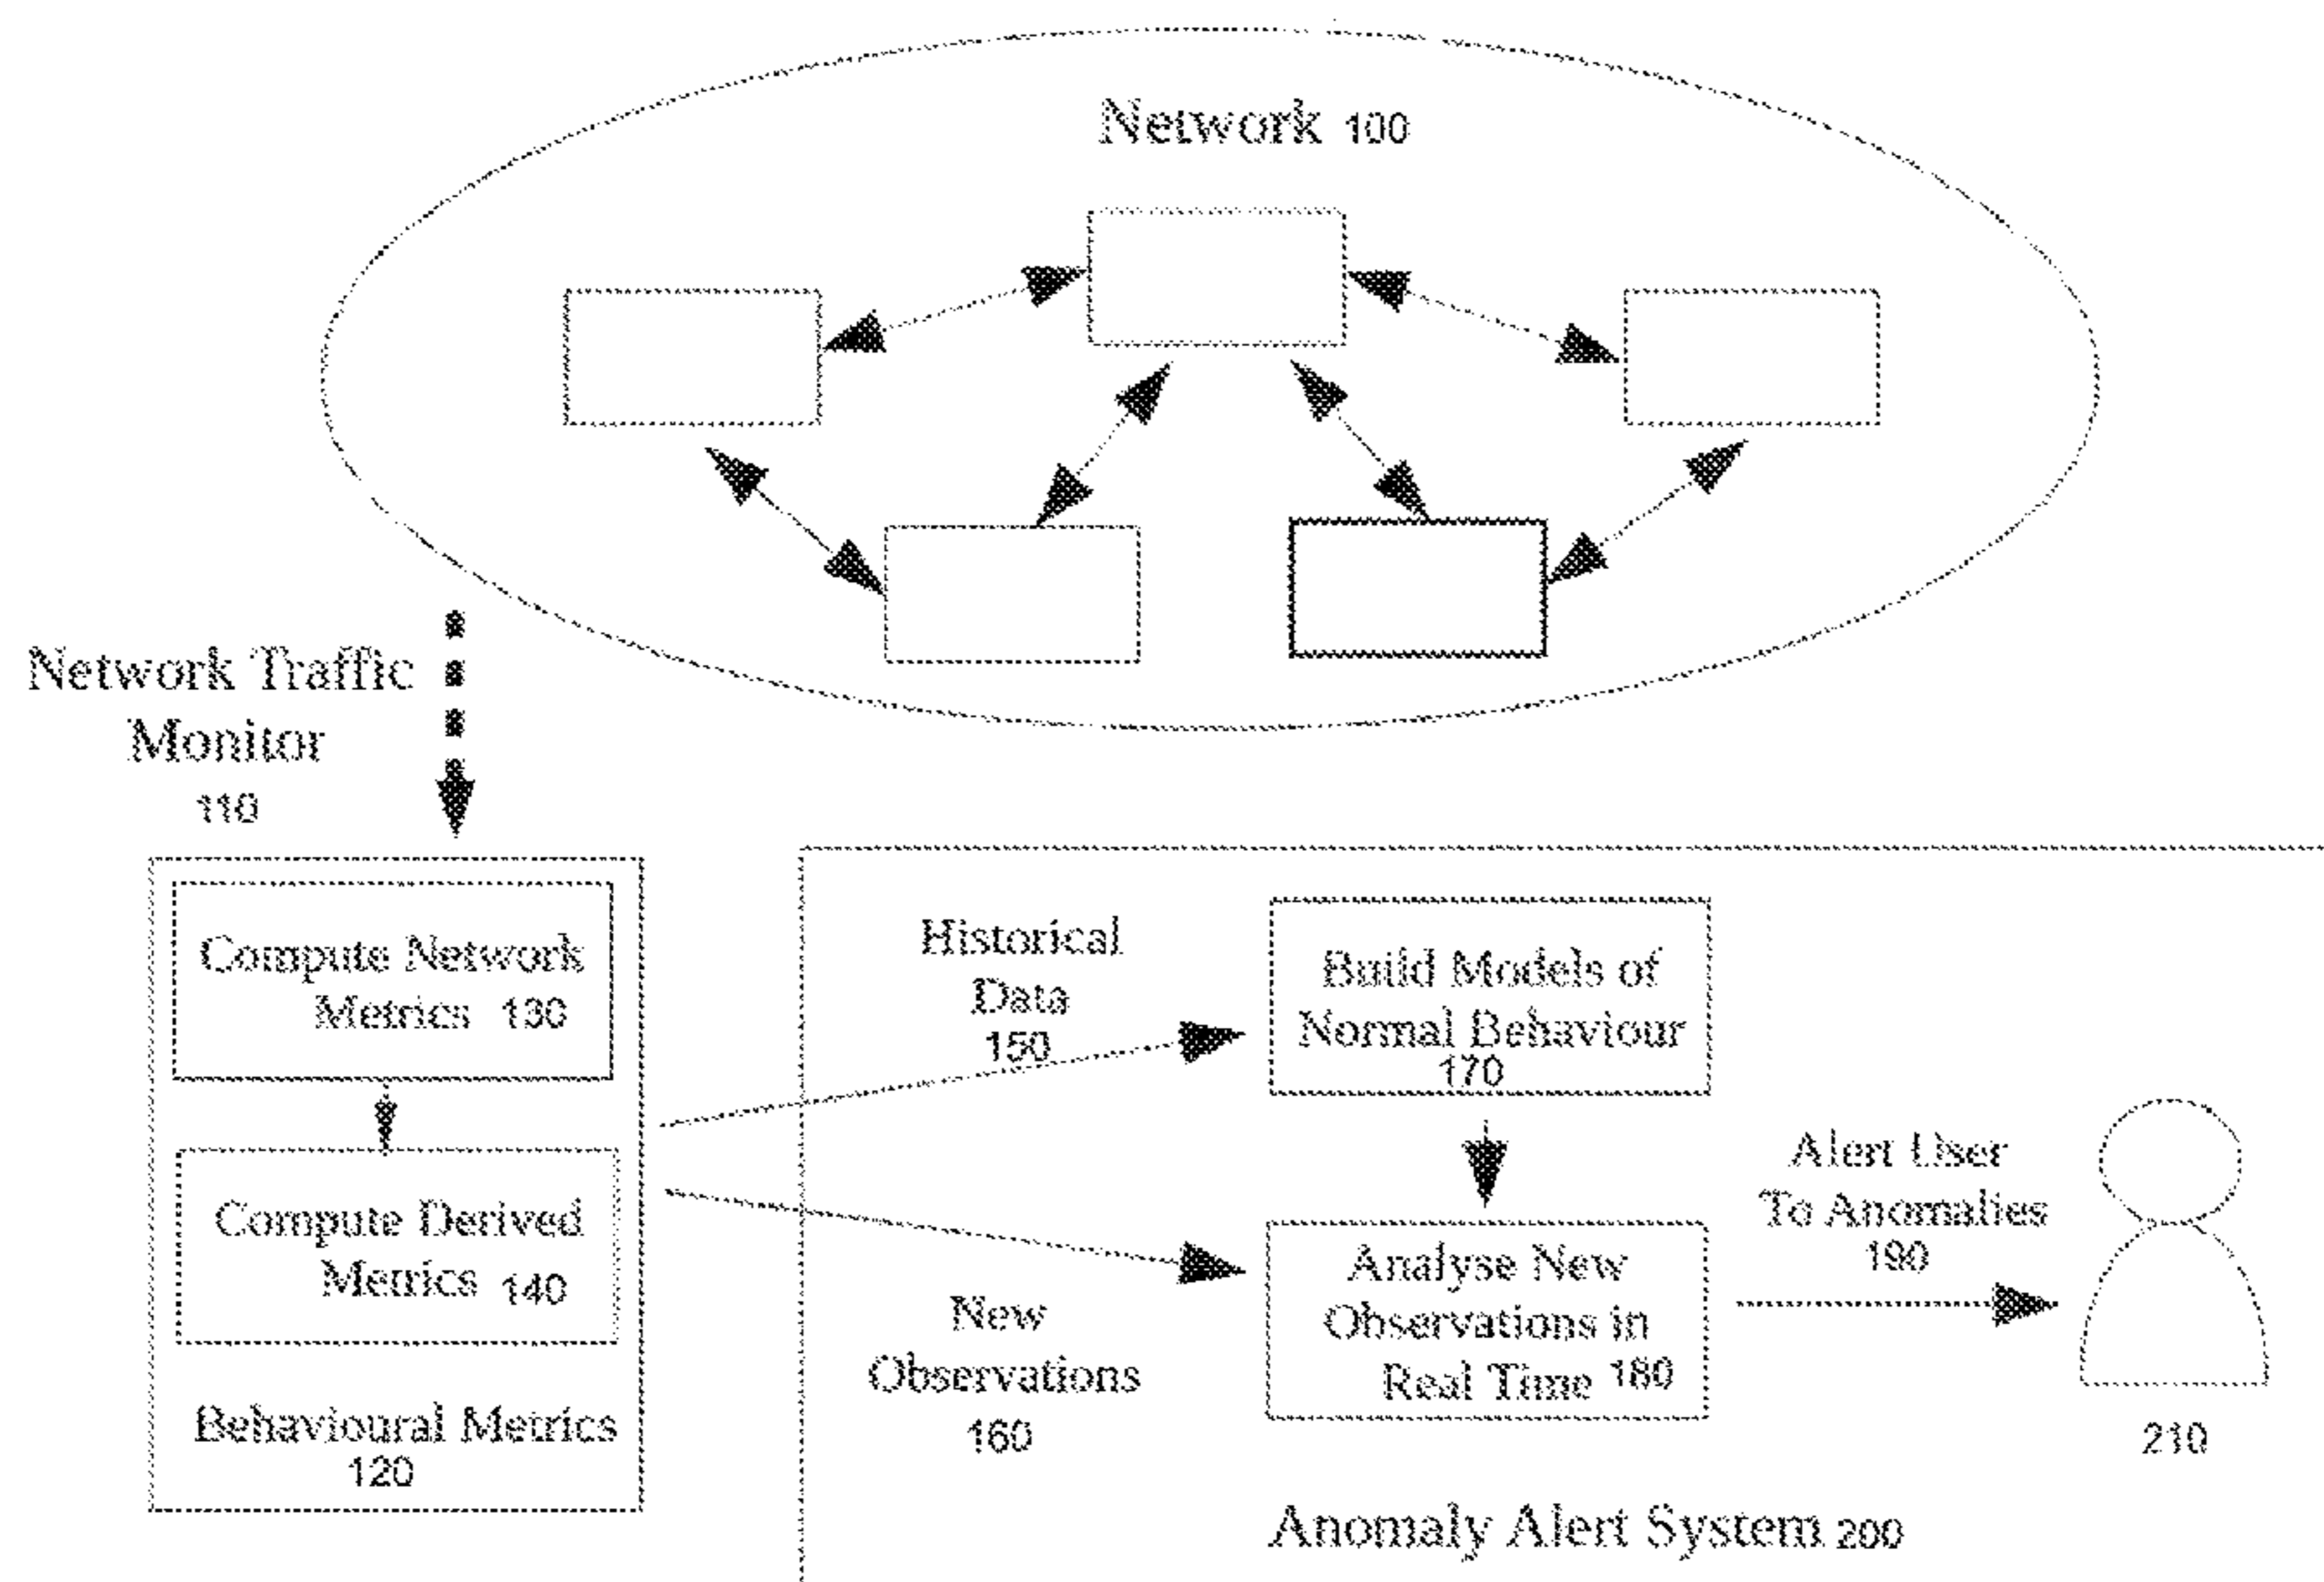 Network 100
Network Traffic
Monitor
110
Compute Network
Metrics 130
Compute Derived
Metrics 140
Behavioural Metrics
120
Historical
Data
150
New
Observations
160
Build Models of
Normal Behaviour
170
Analyse New
Observations in
Real Time 180
Alert User
To Anomalies
190
210
Anomaly Alert System 200